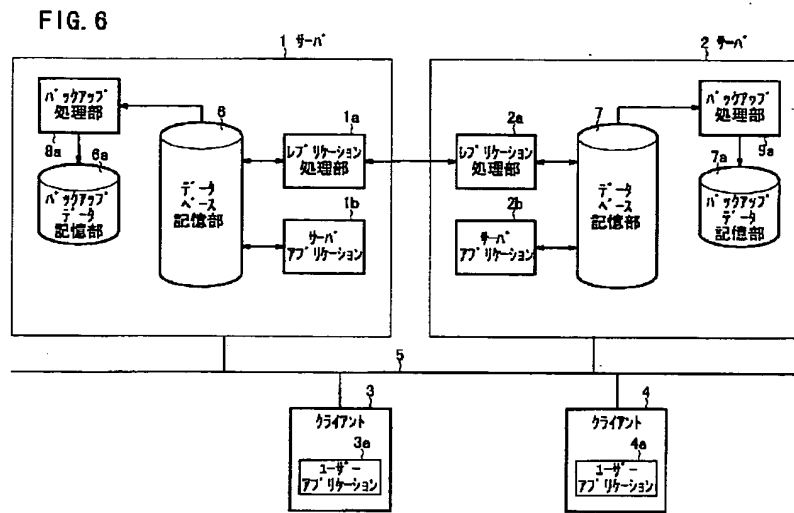 FIG. 6
1 サーバ
バックアップ
処理部
8a
6a
バックアップ
データ
記憶部
6
データ
ベース
記憶部
1a
レプリケーション
処理部
1b
サーバ
アプリケーション
2 サーバ
2a
レプリケーション
処理部
2b
サーバ
アプリケーション
7
データ
ベース
記憶部
バックアップ
処理部
9a
7a
バックアップ
データ
記憶部
5
3
クライアント
3a
ユーザー
アプリケーション
4
クライアント
4a
ユーザー
アプリケーション